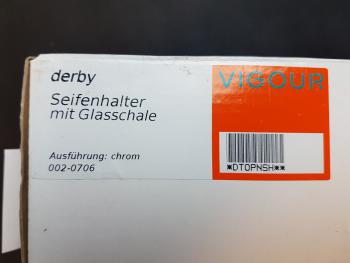 derby
VIGOUR
Seifenhalter
mit Glasschale
*DTOPNSH**
Ausführung: chrom
002-0706